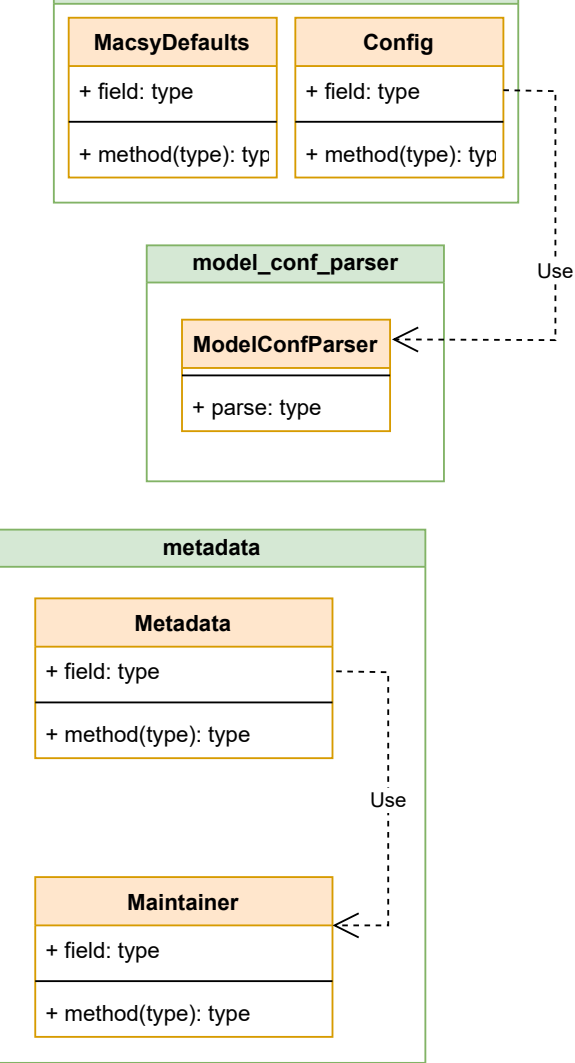 MacsyDefaults
+ field: type
+ method(type): typ
Config
+ field: type
+ method(type): typ
Use
model_conf_parser
ModelConfParser
+ parse: type
metadata
Metadata
+ field: type
+ method(type): type
Use
Maintainer
+ field: type
+ method(type): type